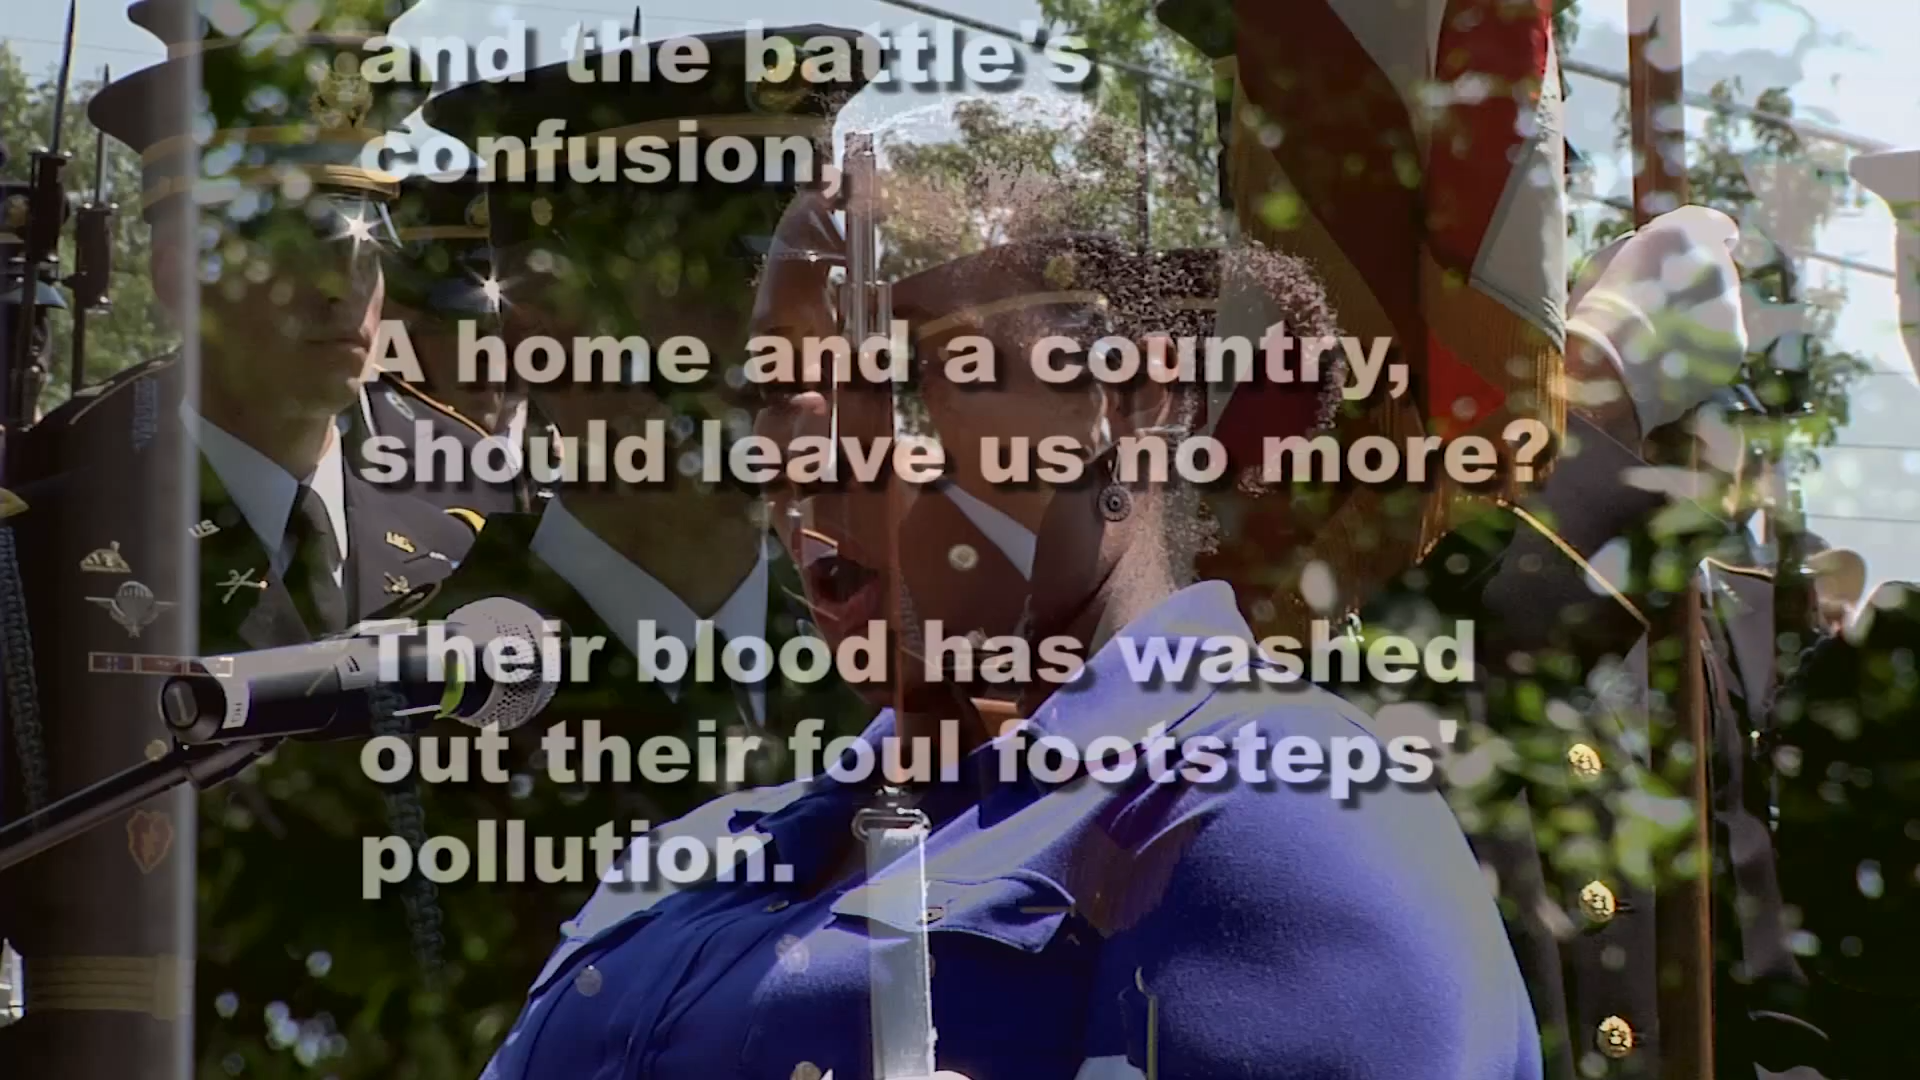 and the battle's
confusion,
A home and a country,
should leave us no more?
Their blood has washed
out their foul footsteps'
pollution.